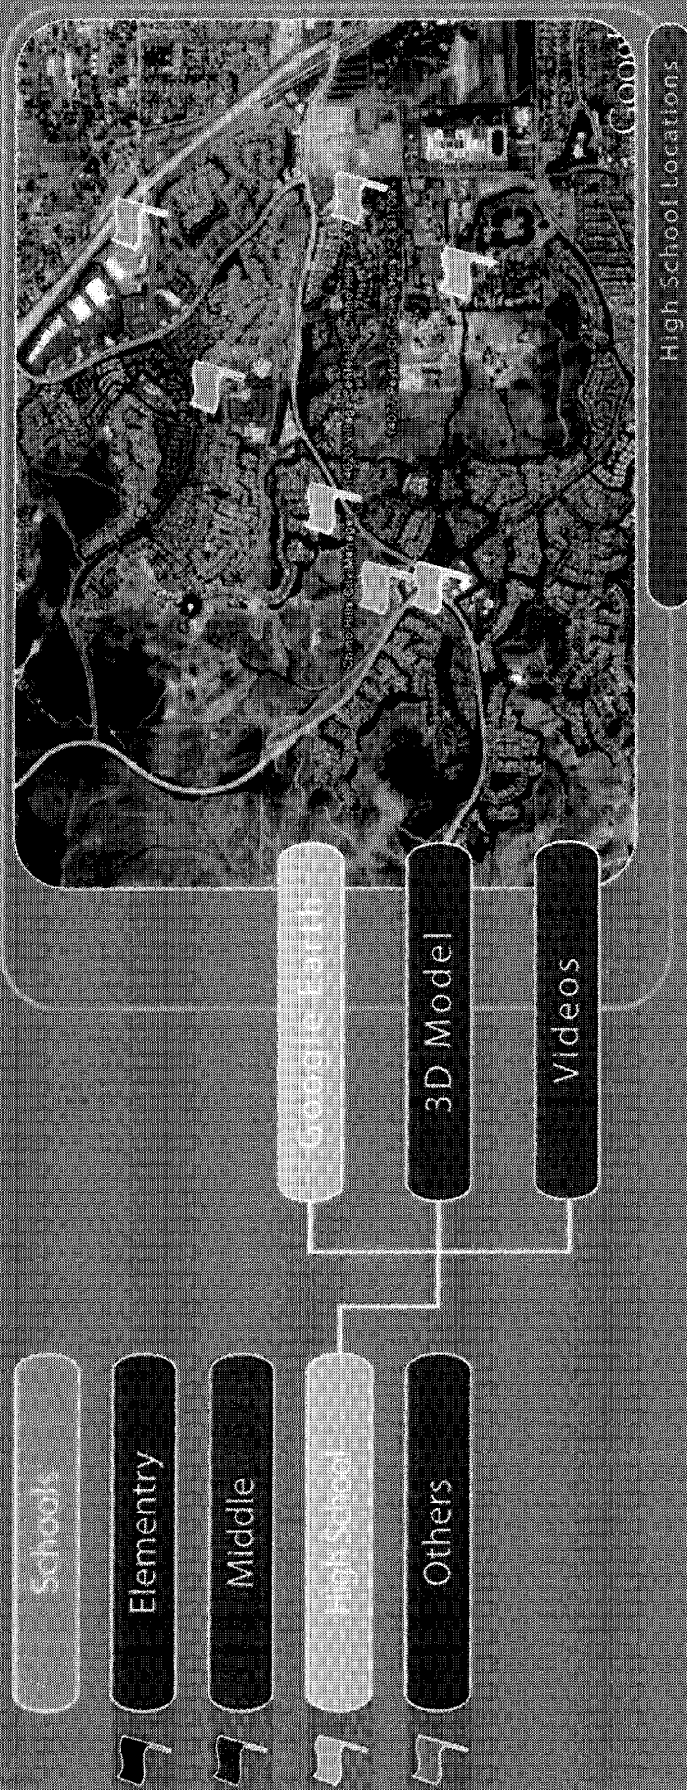 Schools
Elementry
Middle
High School
Others
Google Earth
3D Model
Videos
High School Locations